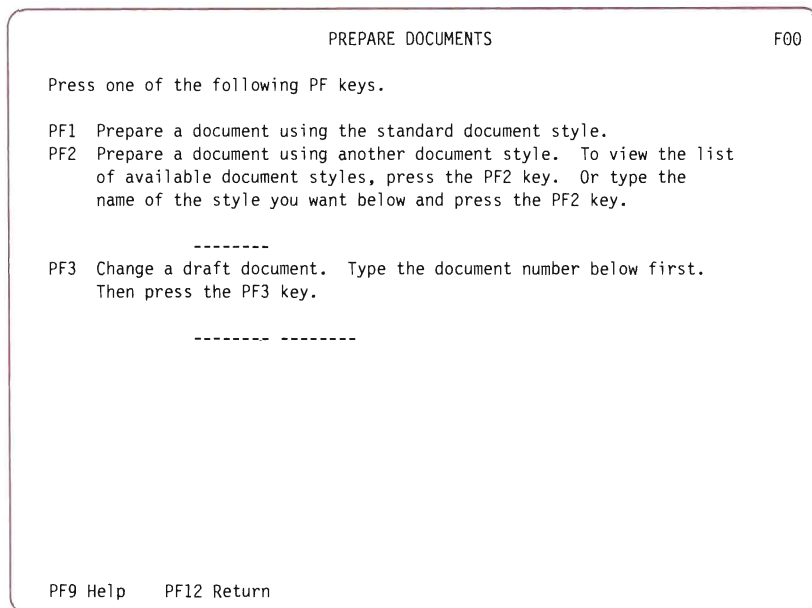 PREPARE DOCUMENTS F00
Press one of the following PF keys.
PF1 Prepare a document using the standard document style.
PF2 Prepare a document using another document style. To view the list
of available document styles, press the PF2 key. Or type the
name of the style you want below and press the PF2 key.
--------
PF3 Change a draft document. Type the document number below first.
Then press the PF3 key.
-------- --------
PF9 Help PF12 Return